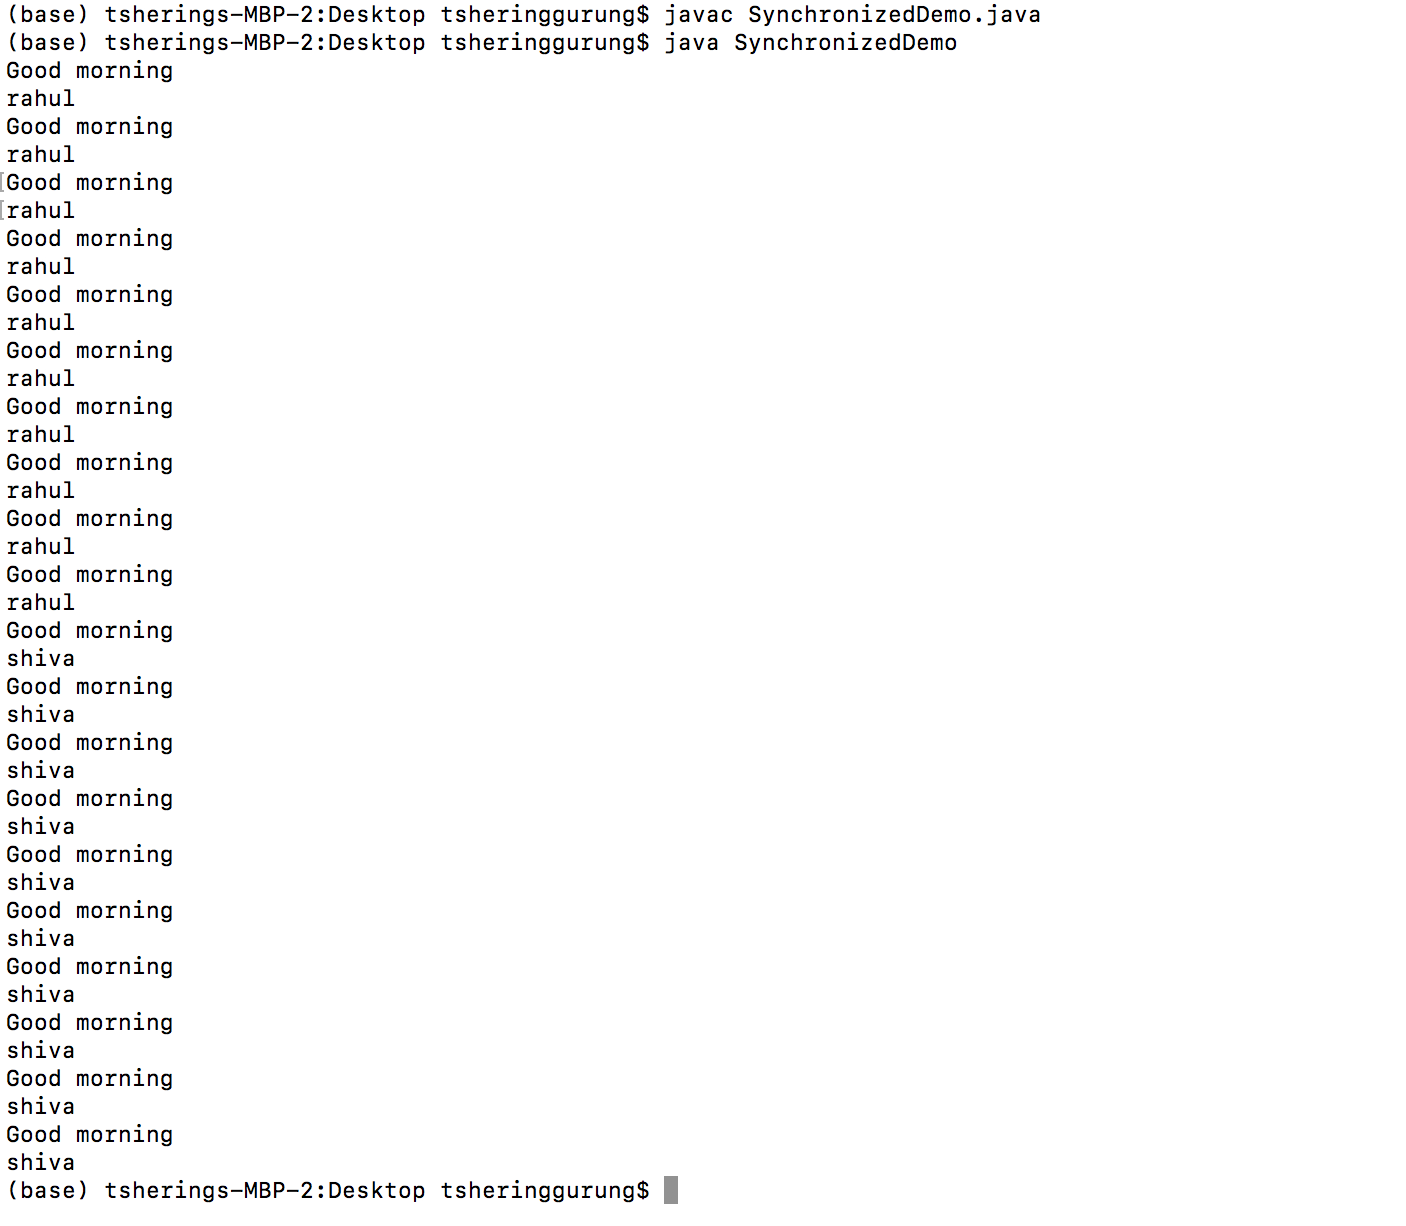 (base) tsherings-MBP-2:Desktop tsheringgurung$ javac SynchronizedDemo.java
(base) tsherings-MBP-2:Desktop tsheringgurung$ java SynchronizedDemo
Good morning
rahul
Good morning
rahul
[Good morning
[rahul
Good morning
rahul
Good morning
rahul
Good morning
rahul
Good morning
rahul
Good morning
rahul
Good morning
rahul
Good morning
rahul
Good morning
shiva
Good morning
shiva
Good morning
shiva
Good morning
shiva
Good morning
shiva
Good morning
shiva
Good morning
shiva
Good morning
shiva
Good morning
shiva
Good morning
shiva
(base) tsherings-MBP-2:Desktop tsheringgurung$